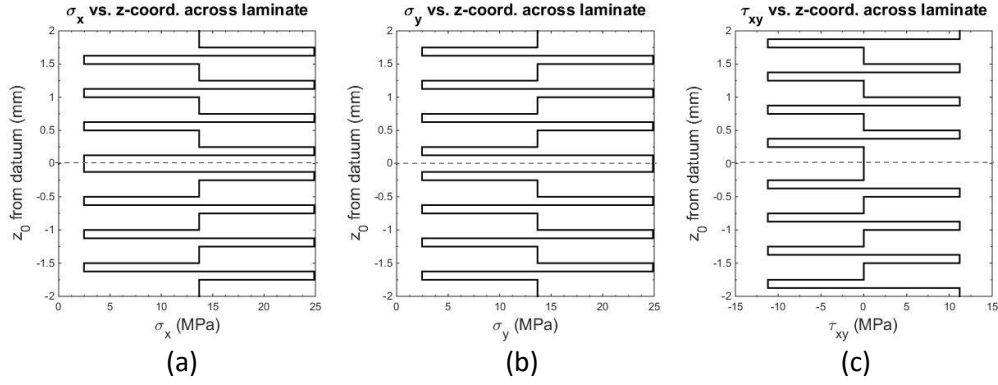 σx vs. z-coord. across laminate
z0 from datuum (mm)
2
1.5
1
0.5
0
-0.5
-1
-1.5
-2
0 5 10 15 20 25
σx (MPa)
(a)
σy vs. z-coord. across laminate
z0 from datuum (mm)
2
1.5
1
0.5
0
-0.5
-1
-1.5
-2
0 5 10 15 20 25
σy (MPa)
(b)
τxy vs. z-coord. across laminate
z0 from datuum (mm)
2
1.5
1
0.5
0
-0.5
-1
-1.5
-2
-15 -10 -5 0 5 10 15
τxy (MPa)
(c)